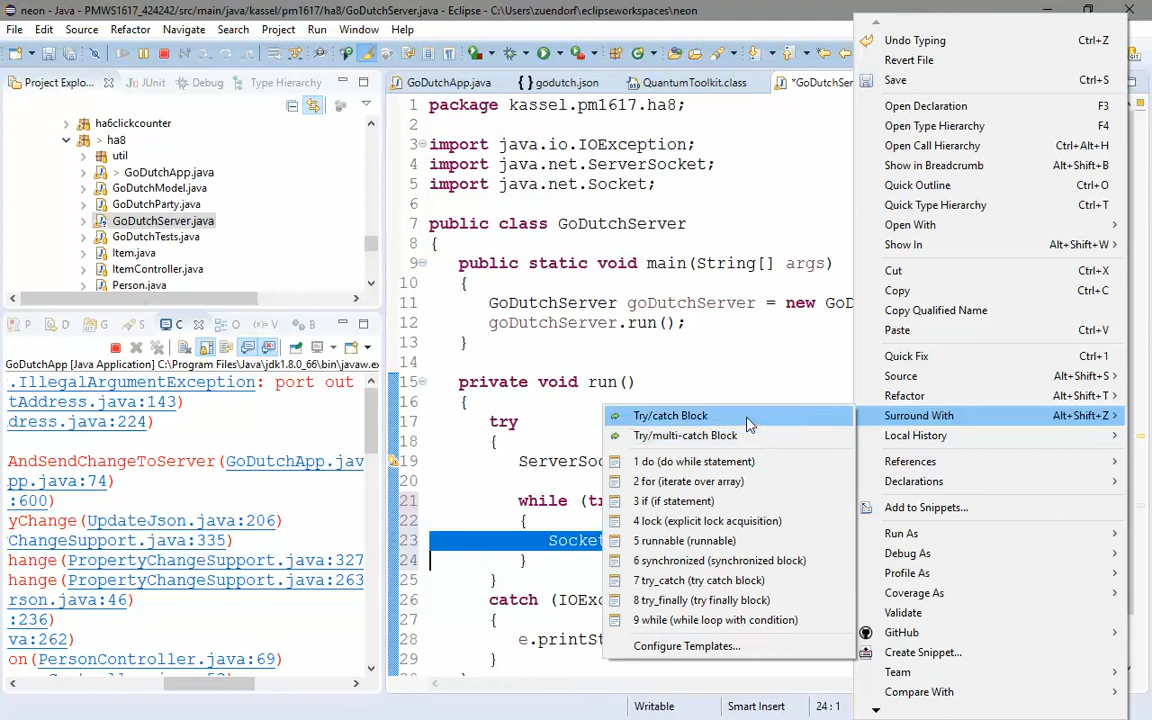 neon - Java - PMWS1617_424242/src/main/java/kassel/pm1617/ha8/GoDutchServer.java - Eclipse - C:\Users\zuendorf\eclipseworkspaces\neon
File Edit Source Refactor Navigate Search Project Run Window Help
Project Explo... JUnit Debug Type Hierarchy
ha6clickcounter
> ha8
util
> GoDutchApp.java
GoDutchModel.java
GoDutchParty.java
GoDutchServer.java
GoDutchTests.java
Item.java
ItemController.java
Person.java
P D G S C O (x)= V B
GoDutchApp [Java Application] C:\Program Files\Java\jdk1.8.0_66\bin\javaw.e
.IllegalArgumentException: port out
tAddress.java:143)
dress.java:224)
AndSendChangeToServer(GoDutchApp.jav
pp.java:74)
:600)
yChange(UpdateJson.java:206)
ChangeSupport.java:335)
hange(PropertyChangeSupport.java:327
hange(PropertyChangeSupport.java:263
rson.java:46)
:236)
va:262)
on(PersonController.java:69)
GoDutchApp.java { } godutch.json QuantumToolkit.class *GoDutchSer
1 package kassel.pm1617.ha8;
2
3 import java.io.IOException;
4 import java.net.ServerSocket;
5 import java.net.Socket;
6
7 public class GoDutchServer
8 {
9 public static void main(String[] args)
10 {
11 GoDutchServer goDutchServer = new GoD
12 goDutchServer.run();
13 }
14
15 private void run()
16 {
17 try
18 {
19 ServerSoc
20
21 while (tr
22 {
23 Socket
24 }
25 }
26 catch (IOExc
27 {
28 e.printSt
29 }
Writable Smart Insert 24 : 1
Try/catch Block
Try/multi-catch Block
1 do (do while statement)
2 for (iterate over array)
3 if (if statement)
4 lock (explicit lock acquisition)
5 runnable (runnable)
6 synchronized (synchronized block)
7 try_catch (try catch block)
8 try_finally (try finally block)
9 while (while loop with condition)
Configure Templates...
Undo Typing Ctrl+Z
Revert File
Save Ctrl+S
Open Declaration F3
Open Type Hierarchy F4
Open Call Hierarchy Ctrl+Alt+H
Show in Breadcrumb Alt+Shift+B
Quick Outline Ctrl+O
Quick Type Hierarchy Ctrl+T
Open With
Show In Alt+Shift+W
Cut Ctrl+X
Copy Ctrl+C
Copy Qualified Name
Paste Ctrl+V
Quick Fix Ctrl+1
Source Alt+Shift+S
Refactor Alt+Shift+T
Surround With Alt+Shift+Z
Local History
References
Declarations
Add to Snippets...
Run As
Debug As
Profile As
Coverage As
Validate
GitHub
Create Snippet...
Team
Compare With